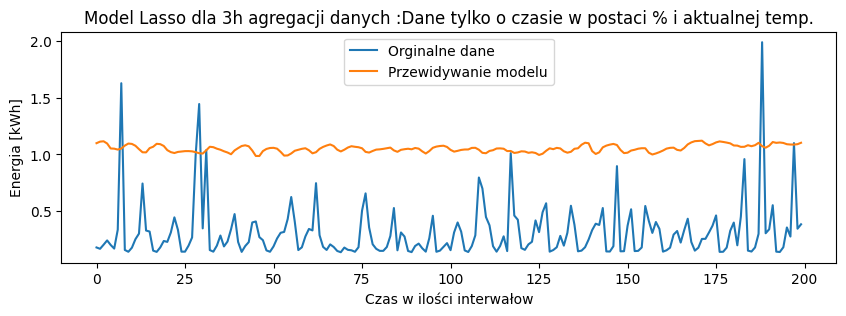 Model Lasso dla 3h agregacji danych :Dane tylko o czasie w postaci % i aktualnej temp.
Orginalne dane
Przewidywanie modelu
Energia [kWh]
2.0
1.5
1.0
0.5
0 25 50 75 100 125 150 175 200
Czas w ilości interwałow